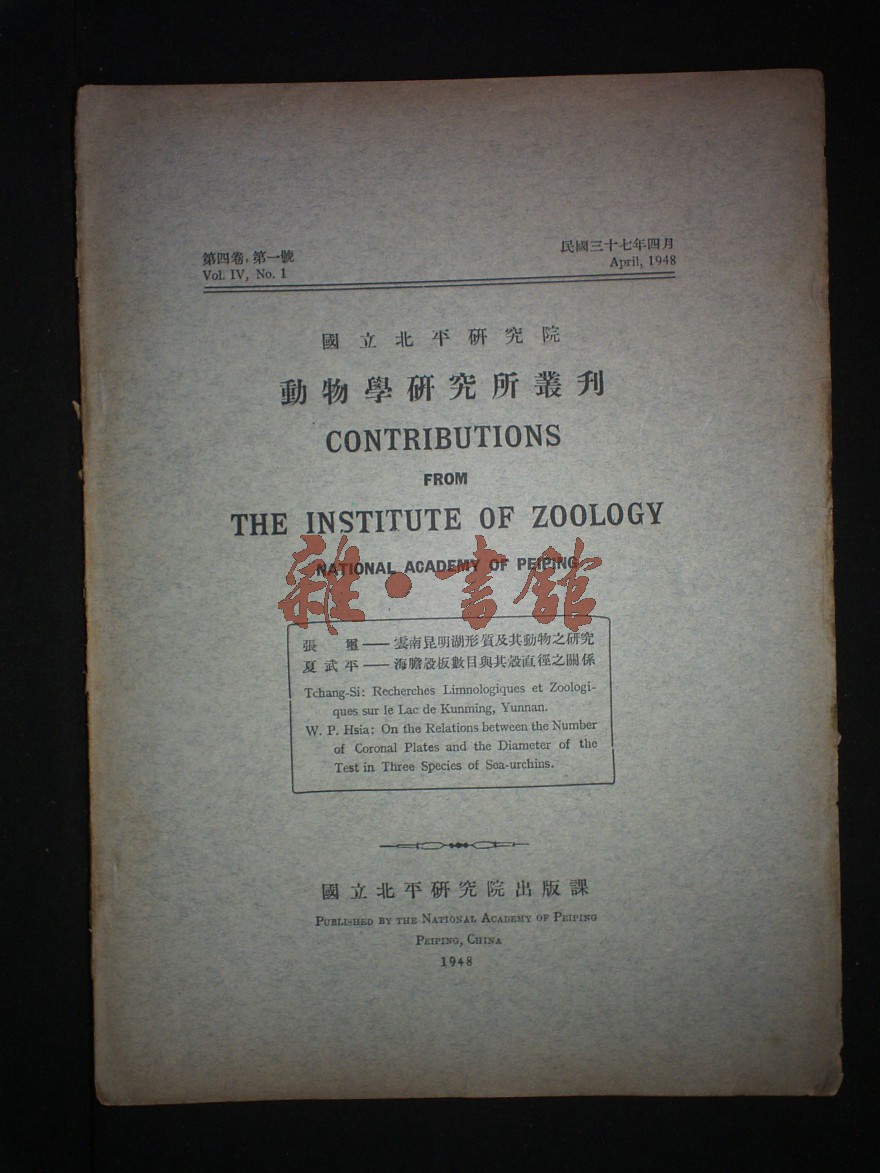 第四卷,第一號
Vol. IV, No. 1
民國三十七年四月
April, 1948
國立北平研究院
動物學研究所叢刊
CONTRIBUTIONS
FROM
THE INSTITUTE OF ZOOLOGY
NATIONAL ACADEMY OF PEIPING
雜·書館
張璽——雲南昆明湖形質及其動物之研究
夏武平——海膽殼板數目與其殼直徑之關係
Tchang-Si: Recherches Limnologiques et Zoologi-
ques sur le Lac de Kunming, Yunnan.
W. P. Hsia: On the Relations between the Number
of Coronal Plates and the Diameter of the
Test in Three Species of Sea-urchins.
國立北平研究院出版課
PUBLISHED BY THE NATIONAL ACADEMY OF PEIPING
PEIPING, CHINA
1948